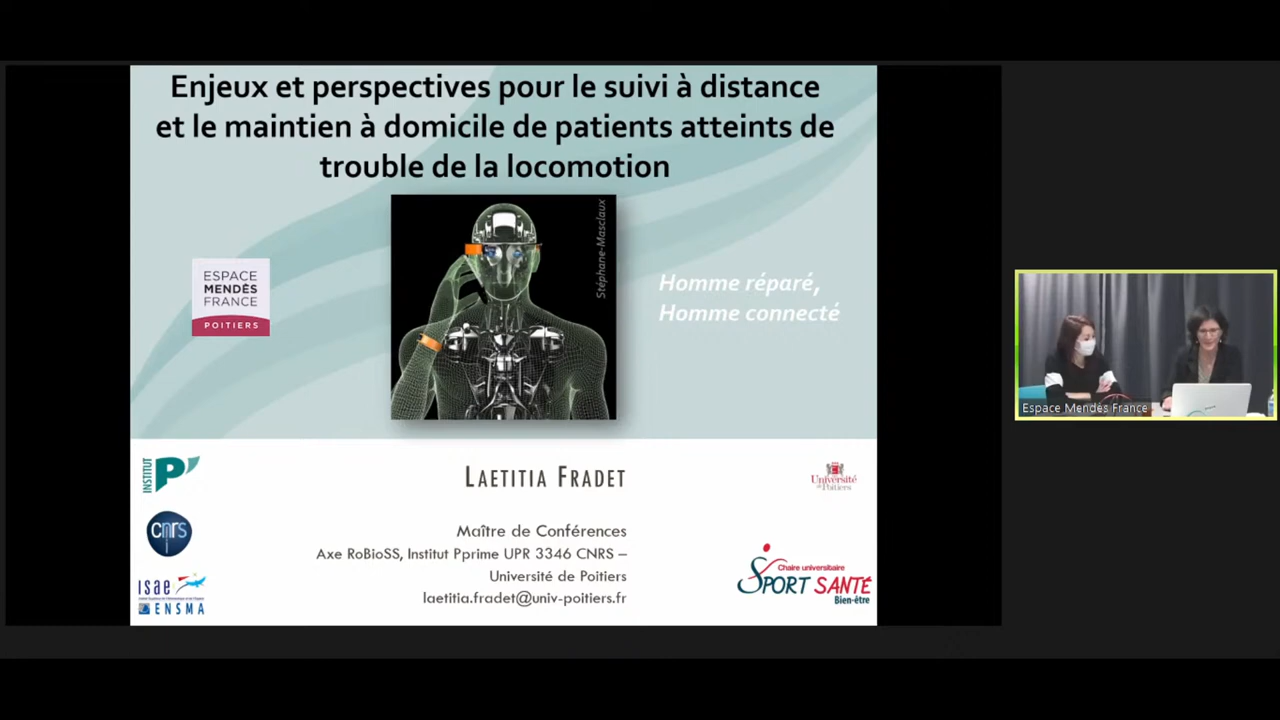 Enjeux et perspectives pour le suivi à distance
et le maintien à domicile de patients atteints de
trouble de la locomotion
Stéphane-Masclaux
ESPACE
MENDÈS
FRANCE
POITIERS
Homme réparé,
Homme connecté
Espace Mendès France
INSTITUT P'
LAETITIA FRADET
Université
de Poitiers
cnrs
Maître de Conférences
Axe RoBioSS, Institut Pprime UPR 3346 CNRS –
Université de Poitiers
laetitia.fradet@univ-poitiers.fr
isae
ENSMA
Chaire universitaire
SPORT SANTÉ
Bien-être